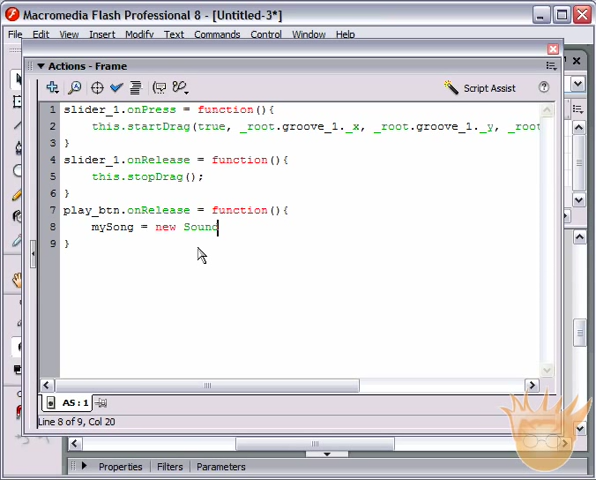 Macromedia Flash Professional 8 - [Untitled-3*]
File Edit View Insert Modify Text Commands Control Window Help
Actions - Frame
Script Assist
1 slider_1.onPress = function(){
2 this.startDrag(true, _root.groove_1._x, _root.groove_1._y, _root
3 }
4 slider_1.onRelease = function(){
5 this.stopDrag();
6 }
7 play_btn.onRelease = function(){
8 mySong = new Sound
9 }
A5 : 1
Line 8 of 9, Col 20
Properties Filters Parameters